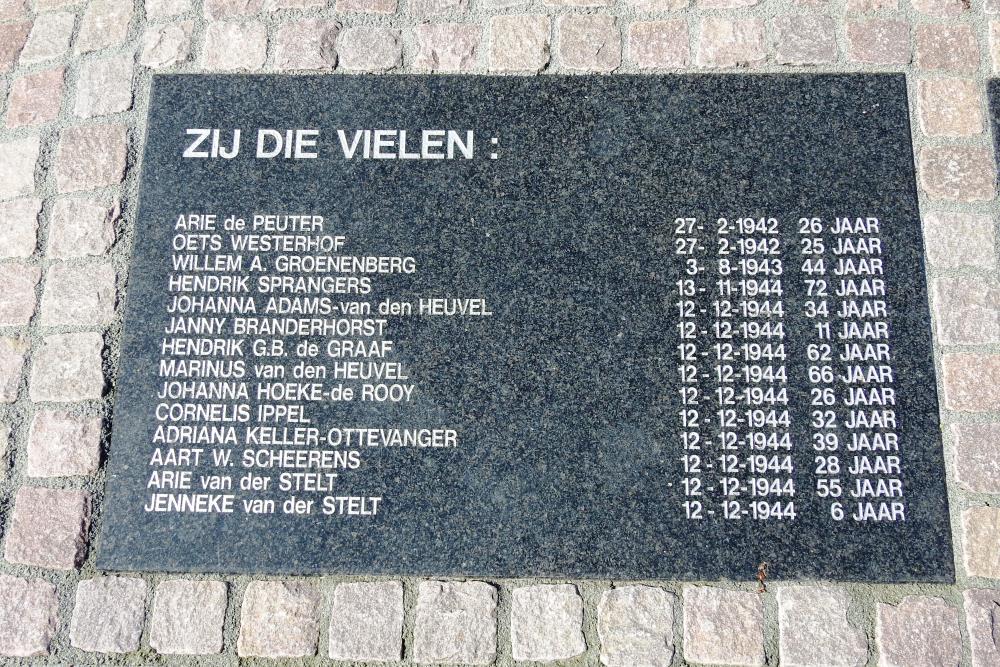 ZIJ DIE VIELEN :
ARIE de PEUTER 27- 2-1942 26 JAAR
OETS WESTERHOF 27- 2-1942 25 JAAR
WILLEM A. GROENENBERG 3- 8-1943 44 JAAR
HENDRIK SPRANGERS 13- 11-1944 72 JAAR
JOHANNA ADAMS-van den HEUVEL 12-12-1944 34 JAAR
JANNY BRANDERHORST 12-12-1944 11 JAAR
HENDRIK G.B. de GRAAF 12-12-1944 62 JAAR
MARINUS van den HEUVEL 12-12-1944 66 JAAR
JOHANNA HOEKE-de ROOY 12-12-1944 26 JAAR
CORNELIS IPPEL 12-12-1944 32 JAAR
ADRIANA KELLER-OTTEVANGER 12-12-1944 39 JAAR
AART W. SCHEERENS 12-12-1944 28 JAAR
ARIE van der STELT 12-12-1944 55 JAAR
JENNEKE van der STELT 12-12-1944 6 JAAR